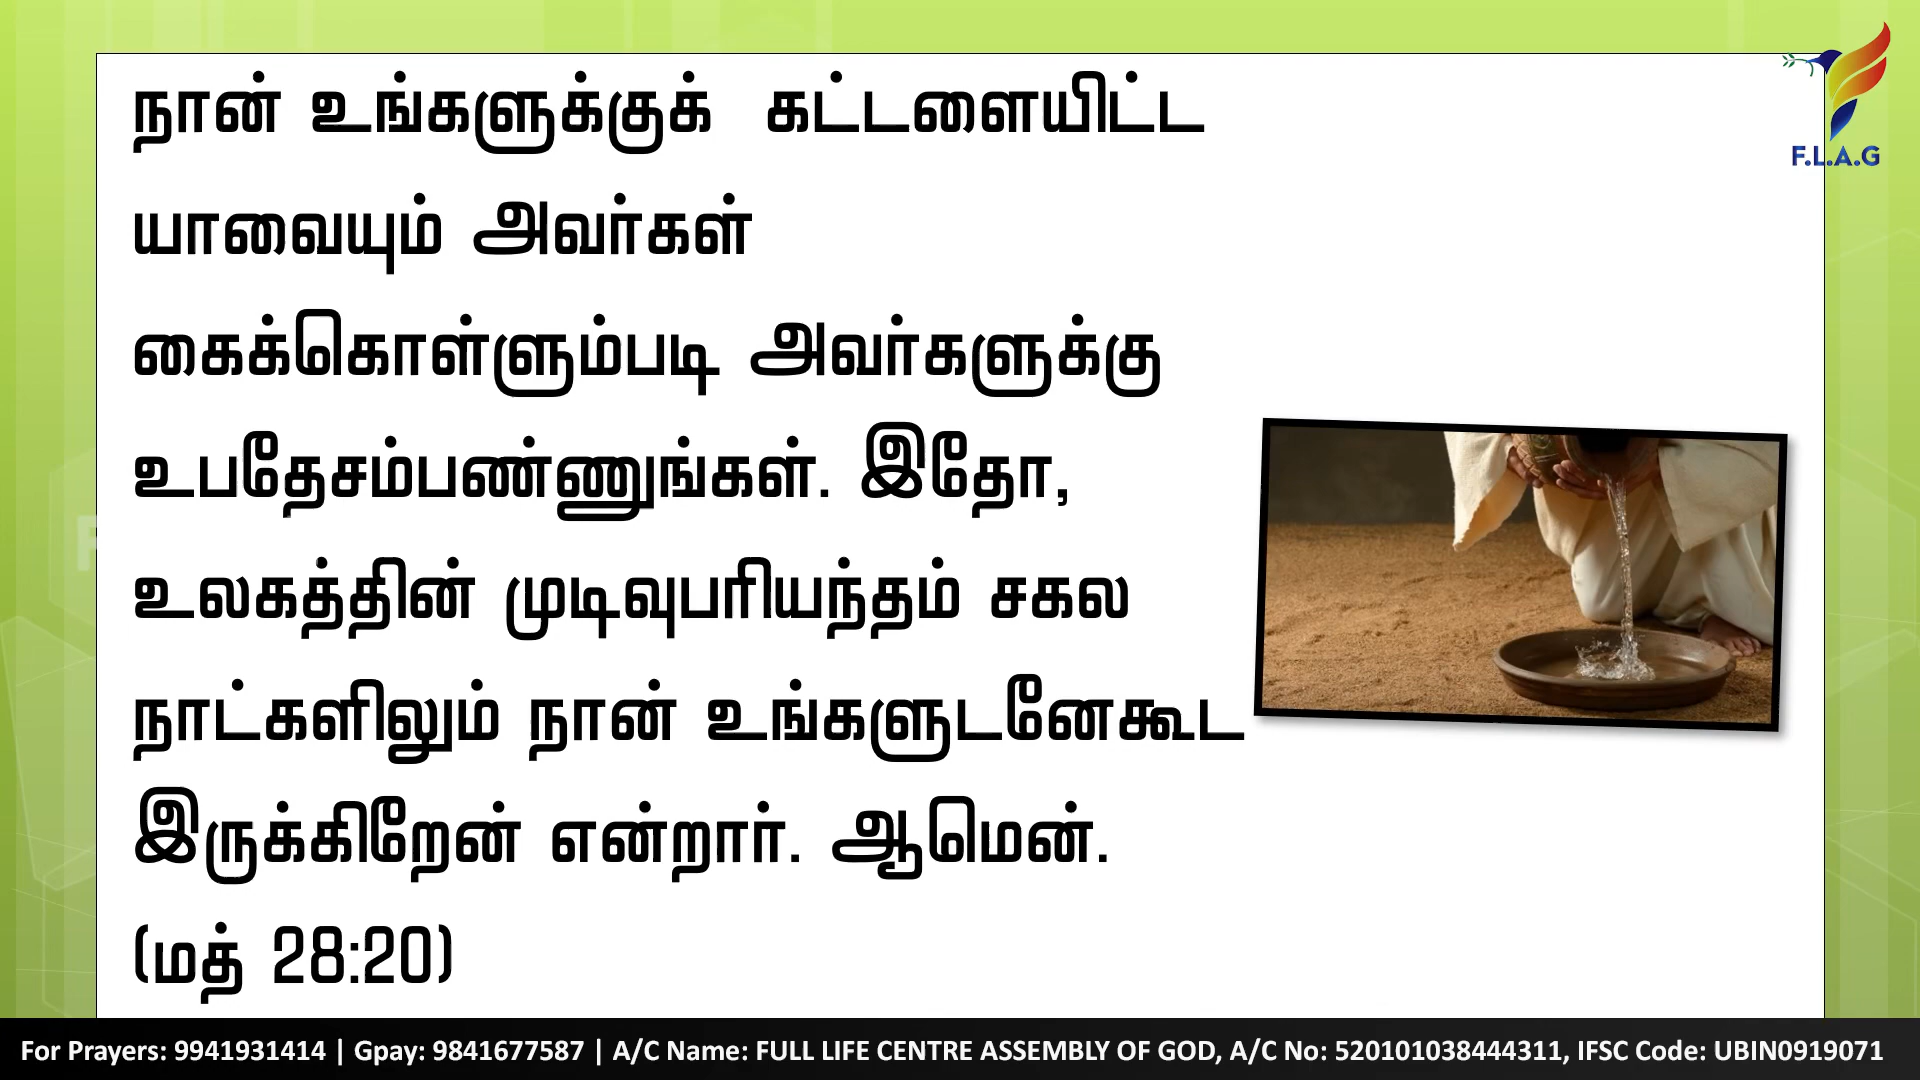 நான் உங்களுக்குக் கட்டளையிட்ட
யாவையும் அவர்கள்
கைக்கொள்ளும்படி அவர்களுக்கு
உபதேசம்பண்ணுங்கள். இதோ,
உலகத்தின் முடிவுபரியந்தம் சகல
நாட்களிலும் நான் உங்களுடனேகூட
இருக்கிறேன் என்றார். ஆமென்.
(மத் 28:20)
F.L.A.G
For Prayers: 9941931414 | Gpay: 9841677587 | A/C Name: FULL LIFE CENTRE ASSEMBLY OF GOD, A/C No: 520101038444311, IFSC Code: UBIN0919071